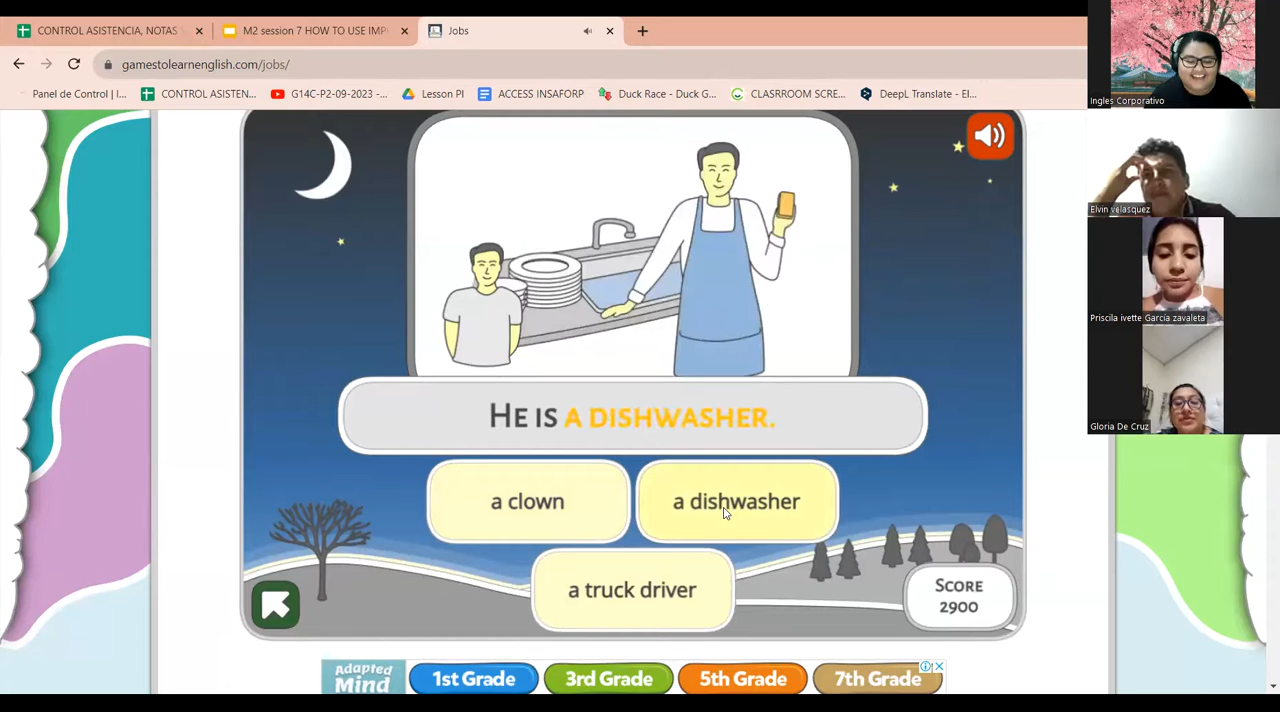 CONTROL ASISTENCIA, NOTAS
M2 session 7 HOW TO USE IMP
Jobs
gamestolearnenglish.com/jobs/
Panel de Control | I...
CONTROL ASISTEN...
G14C-P2-09-2023 -...
Lesson PI
ACCESS INSAFORP
Duck Race - Duck G...
CLASRROOM SCRE...
DeepL Translate - El...
Ingles Corporativo
Elvin velasquez
Priscila ivette García zavaleta
Gloria De Cruz
HE IS A DISHWASHER.
a clown
a dishwasher
a truck driver
SCORE
2900
Adapted
Mind
1st Grade
3rd Grade
5th Grade
7th Grade